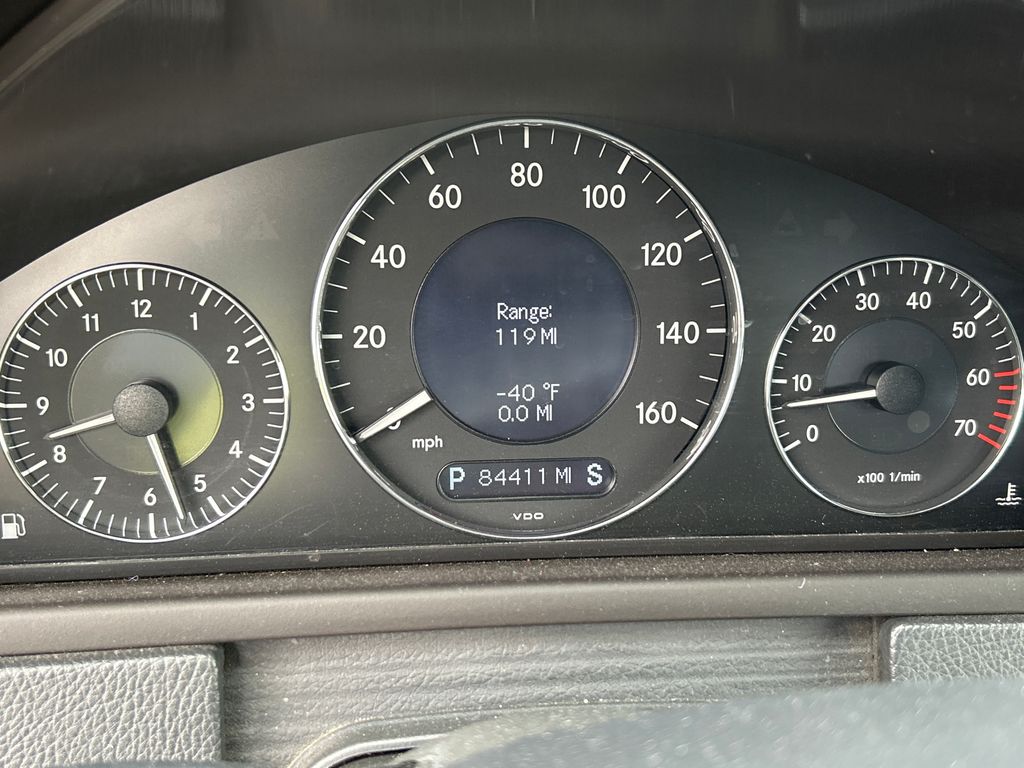 12
11 1
10 2
9 3
8 4
7 5
6
80
60 100
40 120
20 140
0 160
mph
Range:
119 MI
-40 °F
0.0 MI
P 84411 MI S
VDO
30 40
20 50
10 60
0 70
x100 1/min